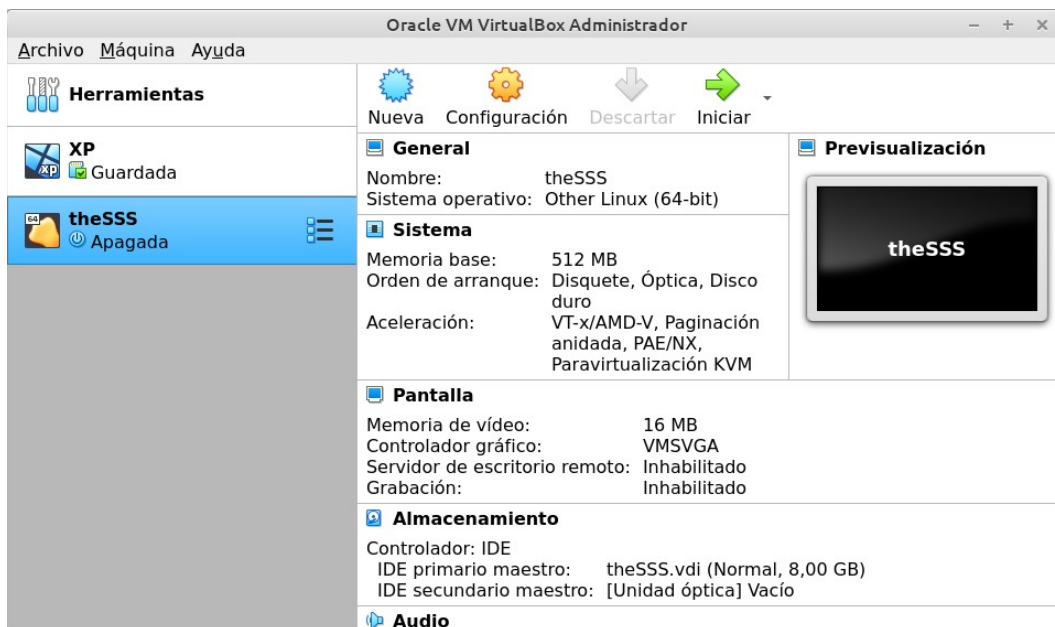 Oracle VM VirtualBox Administrador
Archivo Máquina Ayuda
Herramientas
XP
Guardada
64
theSSS
Apagada
Nueva Configuración Descartar Iniciar
General
Nombre: theSSS
Sistema operativo: Other Linux (64-bit)
Sistema
Memoria base: 512 MB
Orden de arranque: Disquete, Óptica, Disco
duro
Aceleración: VT-x/AMD-V, Paginación
anidada, PAE/NX,
Paravirtualización KVM
Previsualización
theSSS
Pantalla
Memoria de vídeo: 16 MB
Controlador gráfico: VMSVGA
Servidor de escritorio remoto: Inhabilitado
Grabación: Inhabilitado
Almacenamiento
Controlador: IDE
IDE primario maestro: theSSS.vdi (Normal, 8,00 GB)
IDE secundario maestro: [Unidad óptica] Vacío
Audio